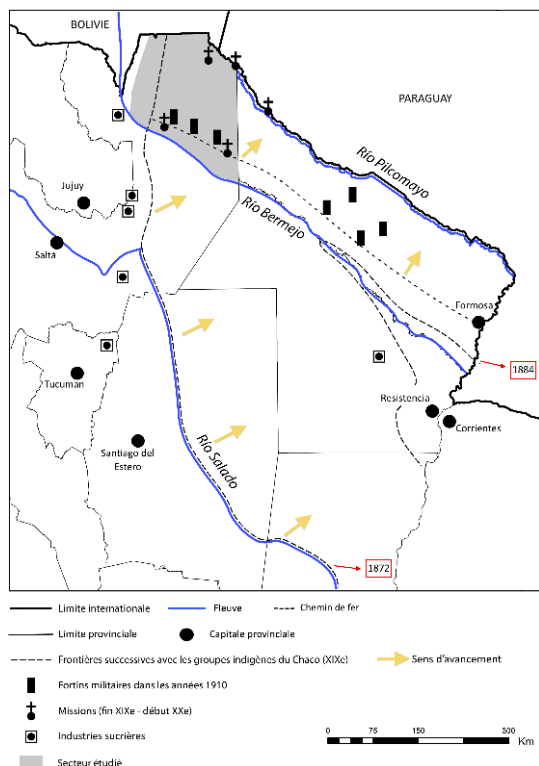 BOLIVIE
PARAGUAY
Río Pilcomayo
Jujuy
Río Bermejo
Salta
Formosa
1884
Tucuman
Resistencia
Corrientes
Santiago del
Estero
Río Salado
1872
Limite internationale
Fleuve
Chemin de fer
Limite provinciale
Capitale provinciale
Frontières successives avec les groupes indigènes du Chaco (XIXe)
Sens d'avancement
Fortins militaires dans les années 1910
Missions (fin XIXe - début XXe)
Industries sucrières
Secteur étudié
0 75 150 300
Km